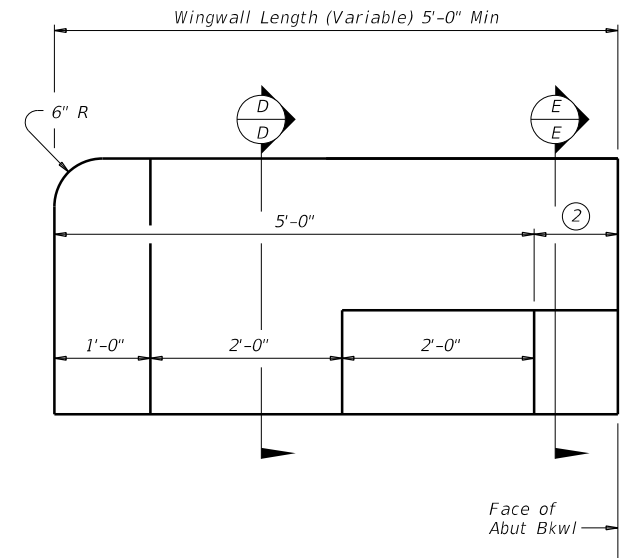 Wingwall Length (Variable) 5'-0" Min
6" R
D
D
E
E
5'-0"
2
1'-0"
2'-0"
2'-0"
Face of
Abut Bkwl